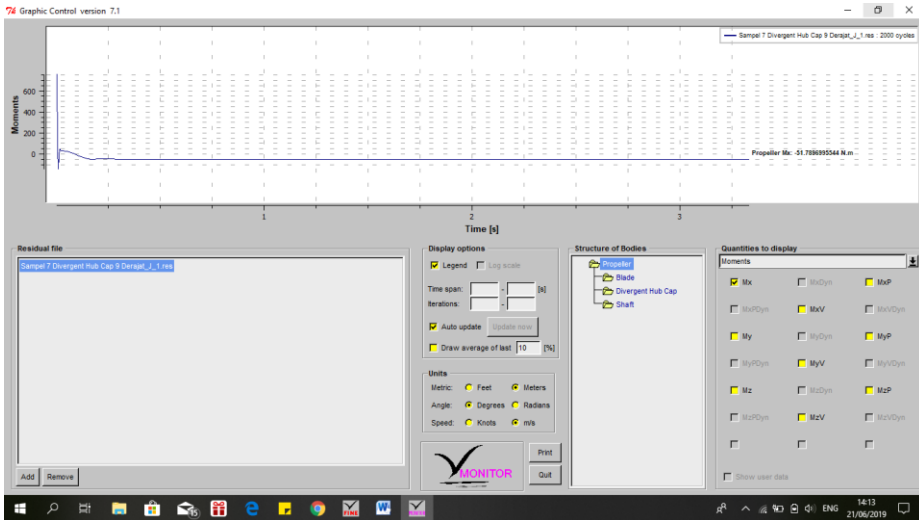 Graphic Control version 7.1
Sampel 7 Divergent Hub Cap 9 Derajat_J_1.res : 2000 cycles
Moments
600
400
200
0
Propeller Mx: -51.7896995544 N.m
1
2
3
Time [s]
Residual file
Sampel 7 Divergent Hub Cap 9 Derajat_J_1.res
Add
Remove
Display options
Legend
Log scale
Time span:
-
[s]
Iterations:
-
Auto update
Update now
Draw average of last
10
[%]
Units
Metric:
Feet
Meters
Angle:
Degrees
Radians
Speed:
Knots
m/s
MONITOR
Print
Quit
Structure of Bodies
Propeller
Blade
Divergent Hub Cap
Shaft
Quantities to display
Moments
Mx
MxDyn
MxP
MxPDyn
MxV
MxVDyn
My
MyDyn
MyP
MyPDyn
MyV
MyVDyn
Mz
MzDyn
MzP
MzPDyn
MzV
MzVDyn
Show user data
ENG
14:13
21/06/2019